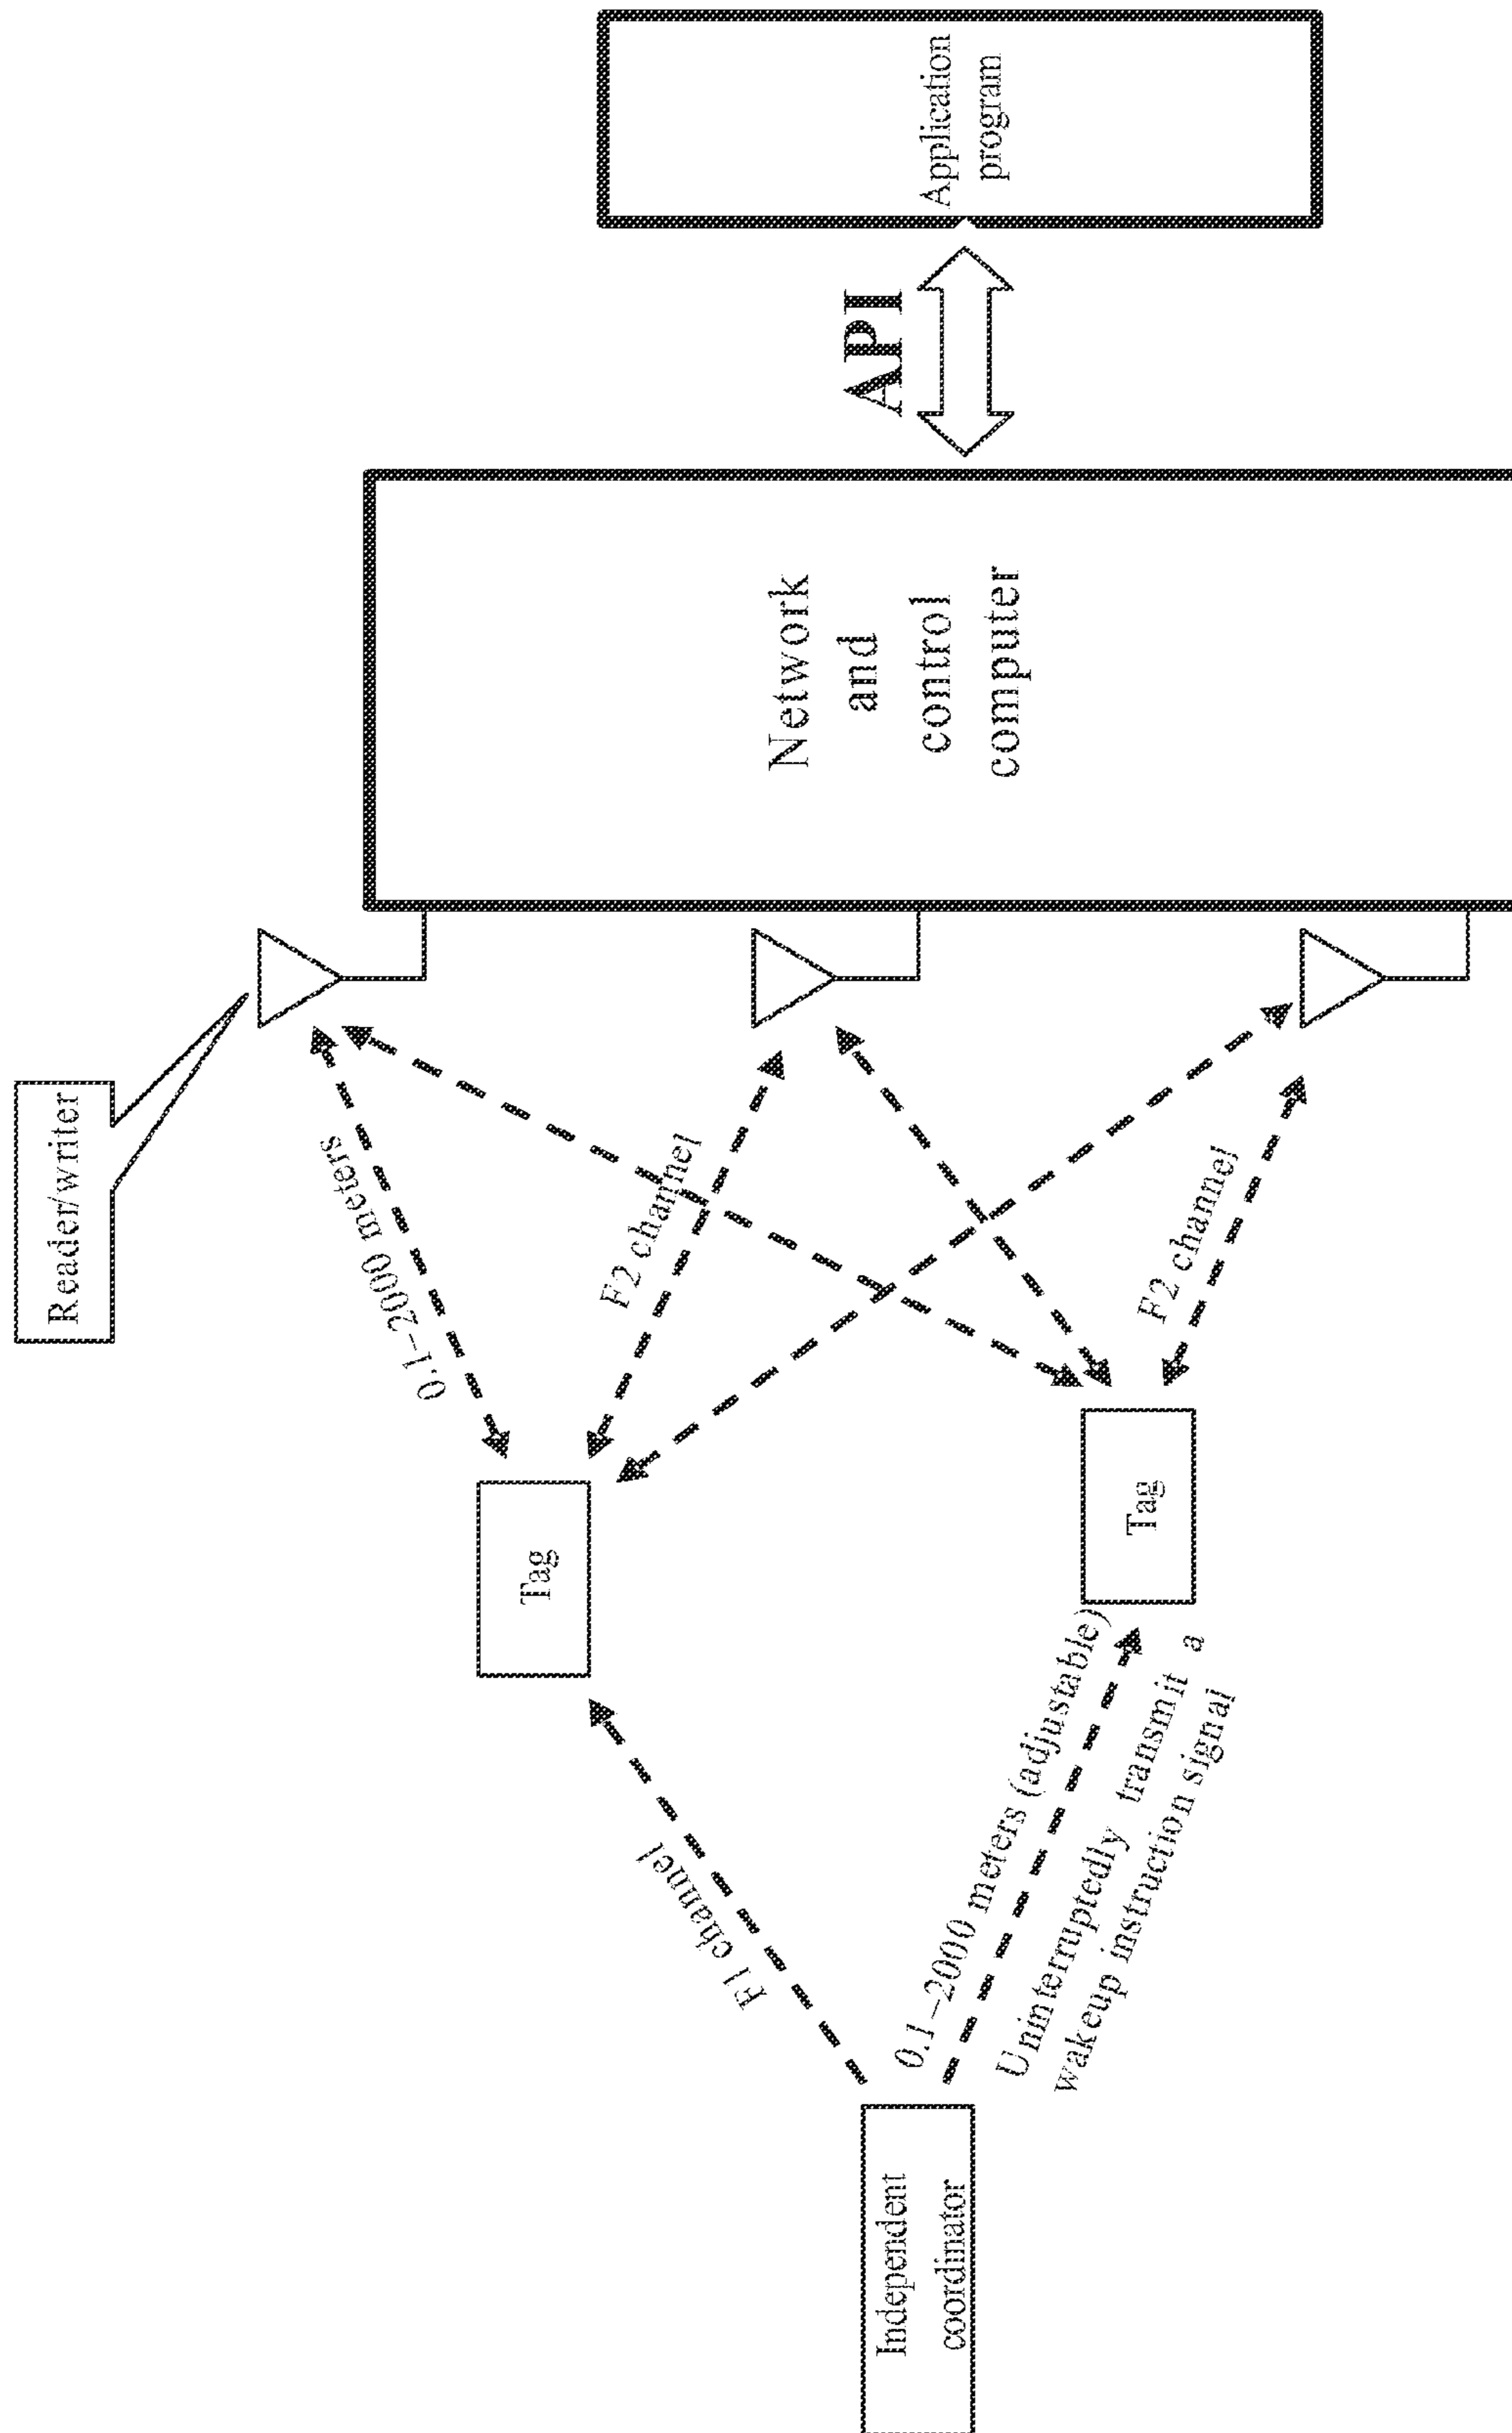 Reader/writer
0.1-2000 meters
F2 channel
F2 channel
Tag
Tag
F1 channel
0.1-2000 meters (adjustable)
Uninterruptedly transmit a
wakeup instruction signal
Independent
coordinator
Network
and
control
computer
API
Application
program